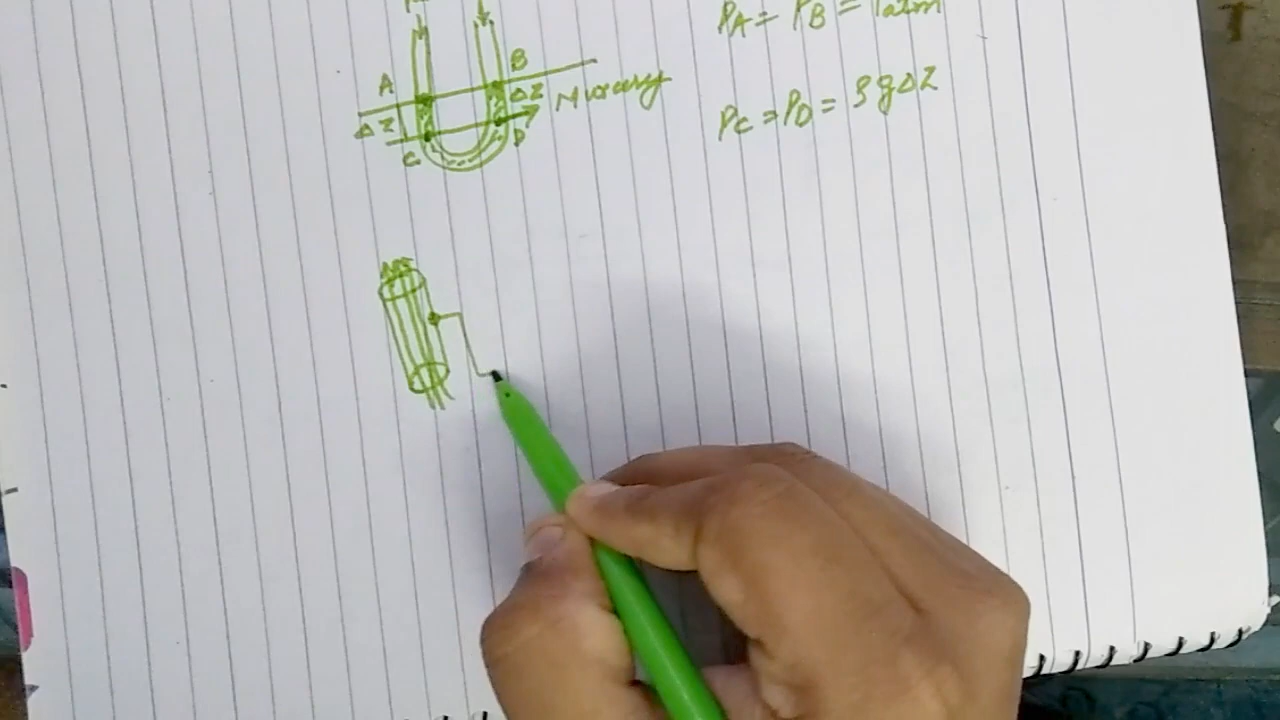 PA = PB = 1atm
A
B
ΔZ
Mercury
ΔZ
C
D
PC = PD = ρgΔZ